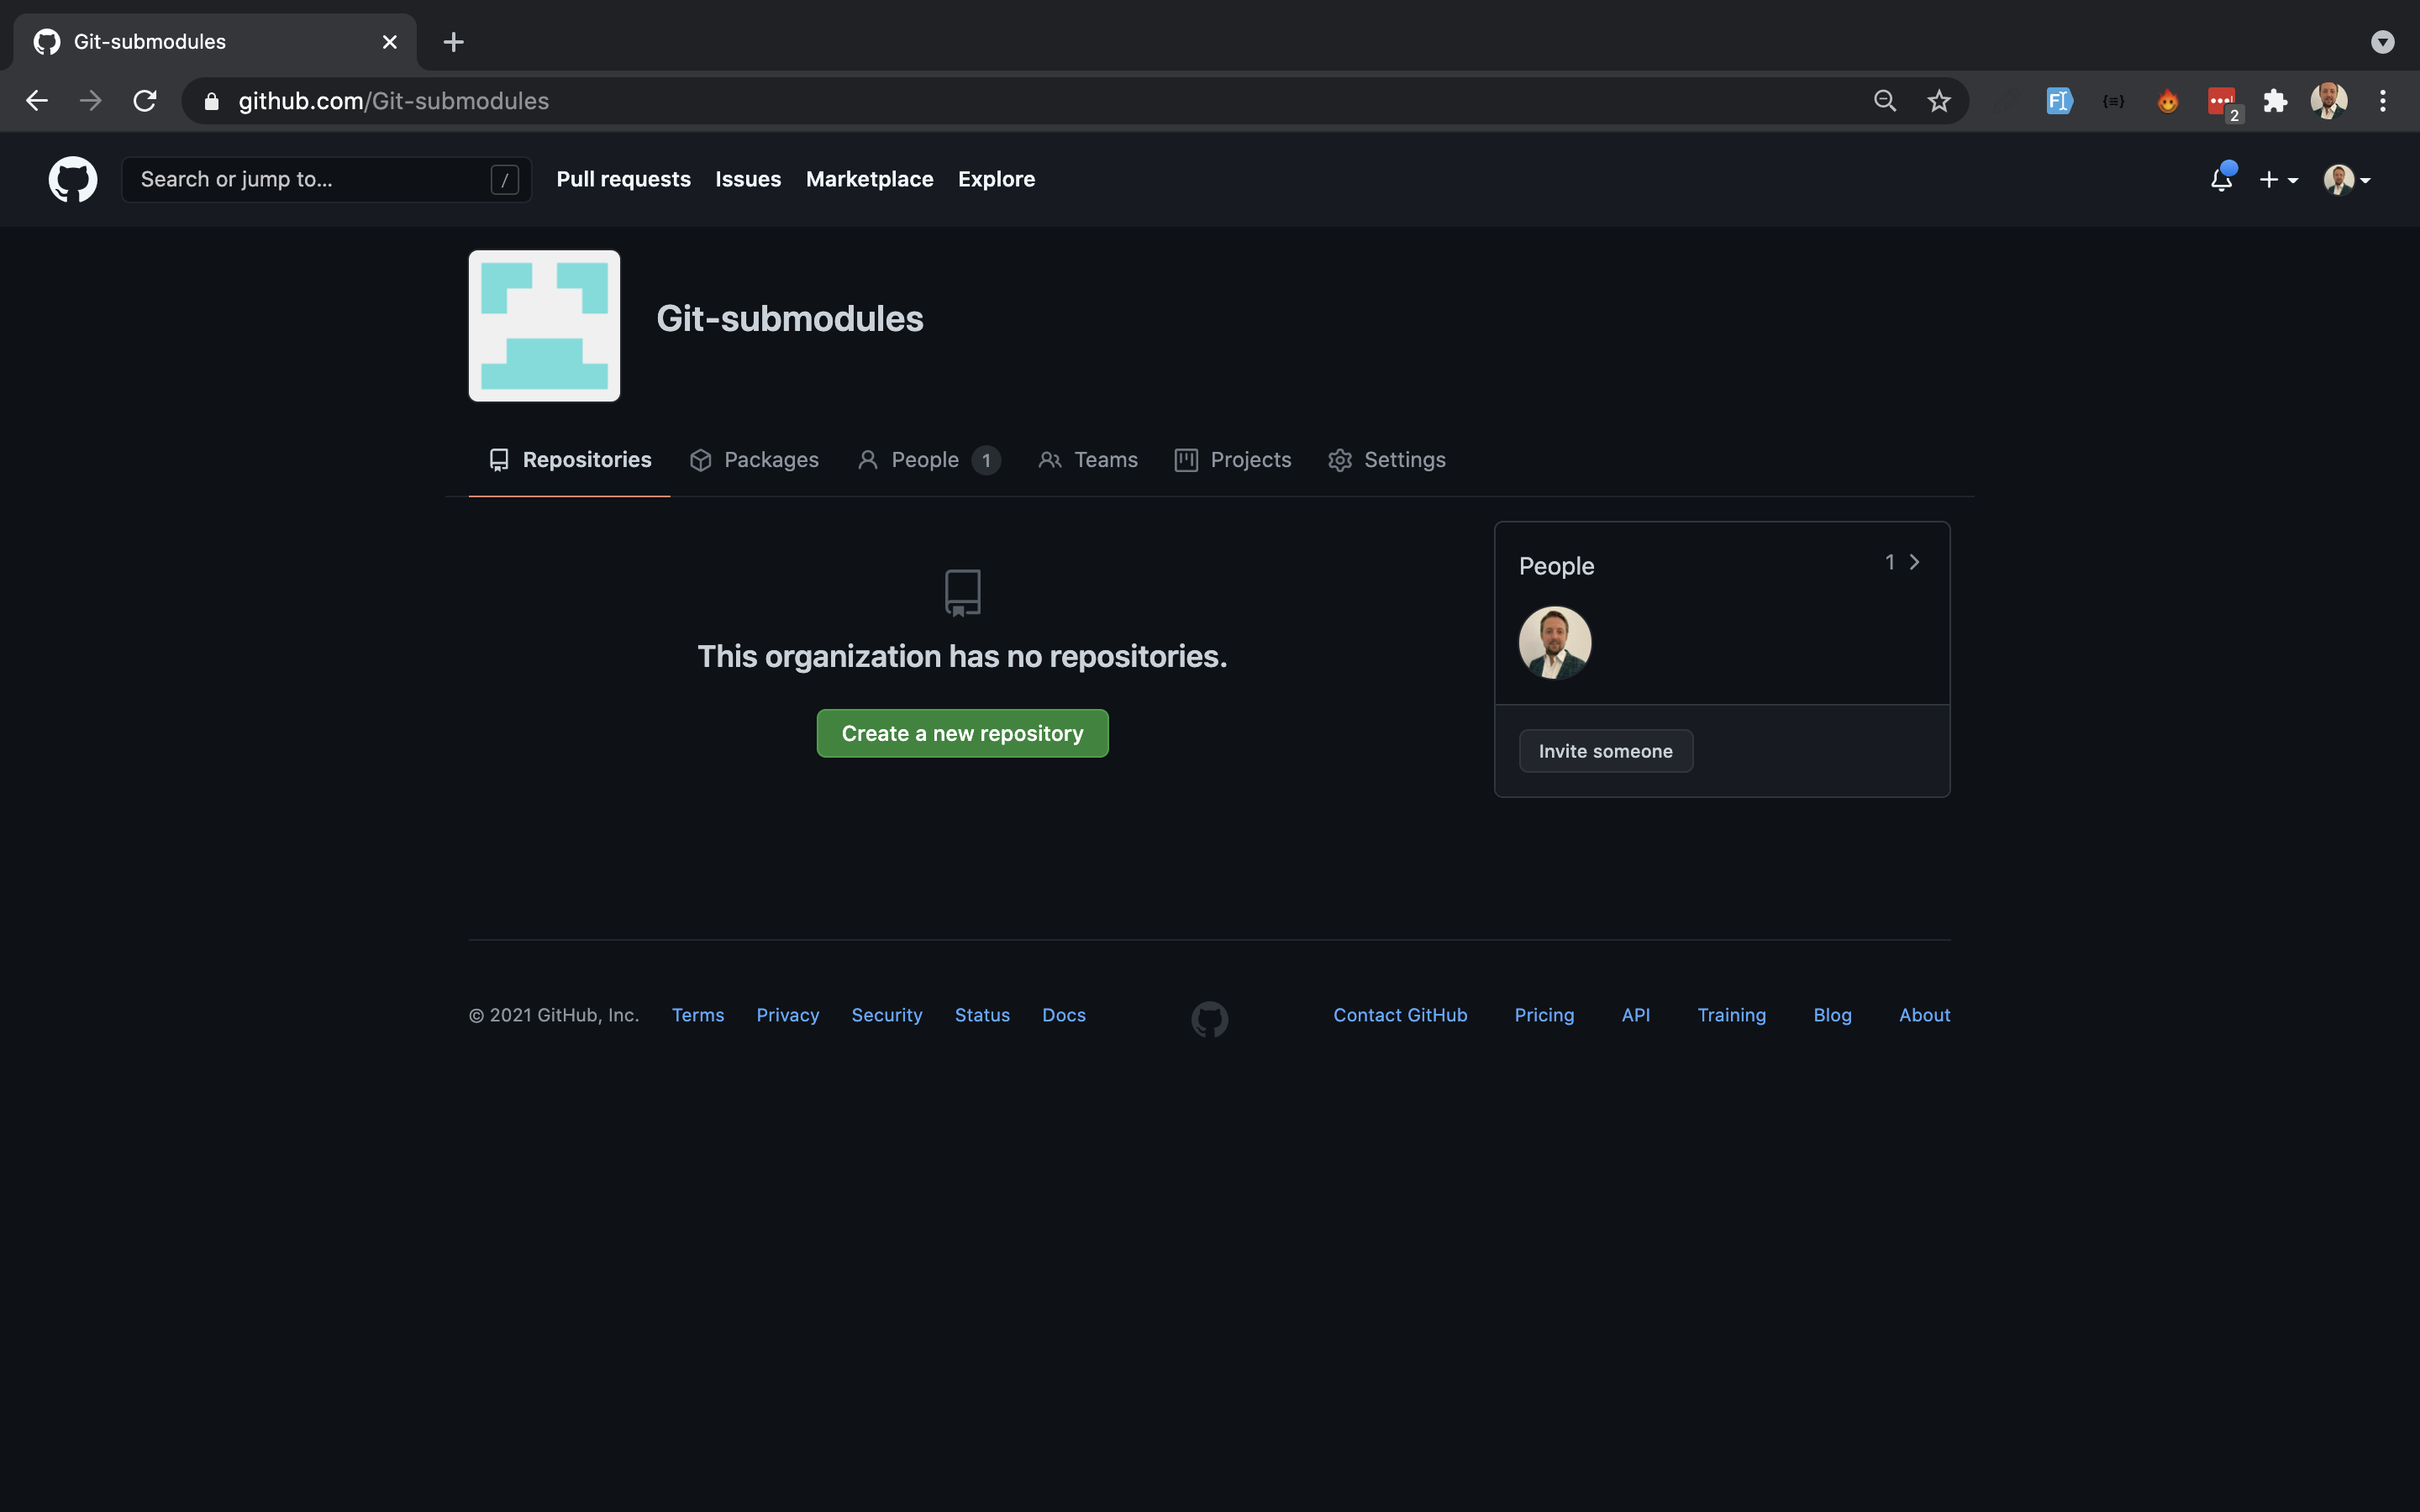 Git-submodules
github.com/Git-submodules
2
Search or jump to...
/
Pull requests
Issues
Marketplace
Explore
Git-submodules
Repositories
Packages
People 1
Teams
Projects
Settings
This organization has no repositories.
Create a new repository
People
1
Invite someone
© 2021 GitHub, Inc.
Terms
Privacy
Security
Status
Docs
Contact GitHub
Pricing
API
Training
Blog
About